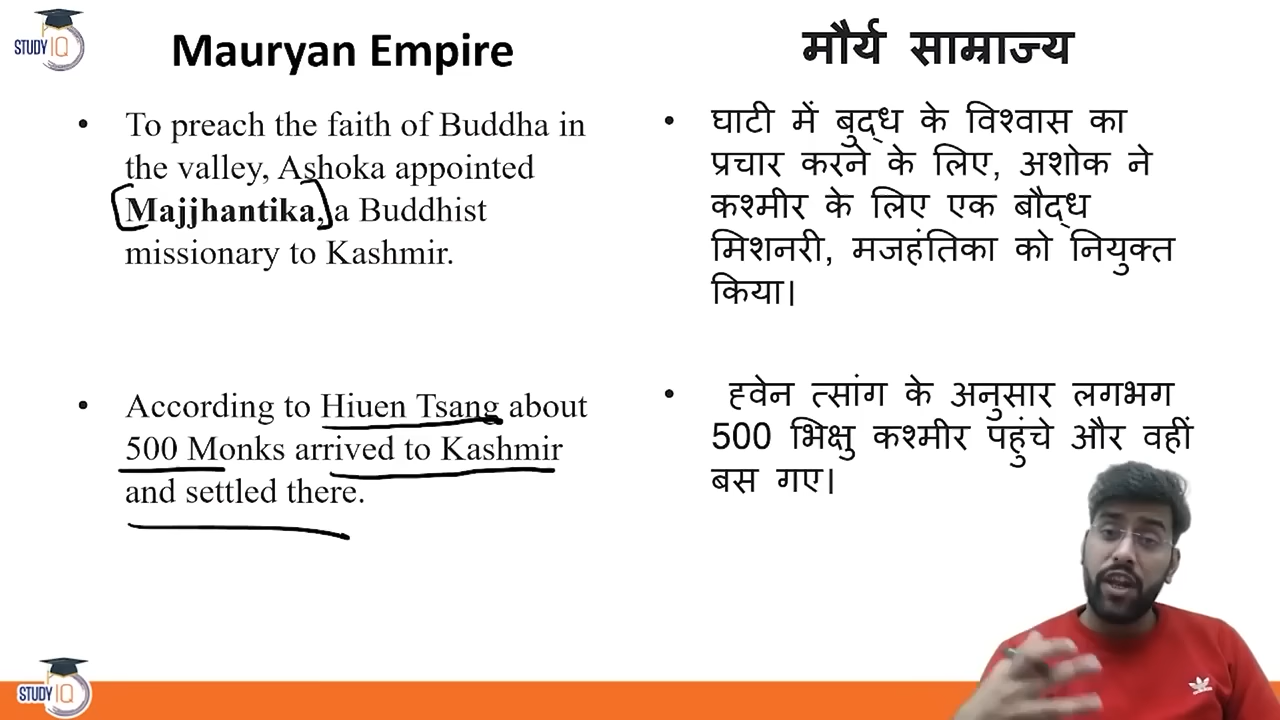 STUDY IQ
Mauryan Empire
मौर्य साम्राज्य
• To preach the faith of Buddha in
the valley, Ashoka appointed
Majjhantika, a Buddhist
missionary to Kashmir.
• According to Hiuen Tsang about
500 Monks arrived to Kashmir
and settled there.
• घाटी में बुद्ध के विश्वास का
प्रचार करने के लिए, अशोक ने
कश्मीर के लिए एक बौद्ध
मिशनरी, मजहंतिका को नियुक्त
किया।
• ह्वेन त्सांग के अनुसार लगभग
500 भिक्षु कश्मीर पहुंचे और वहीं
बस गए।
STUDY IQ